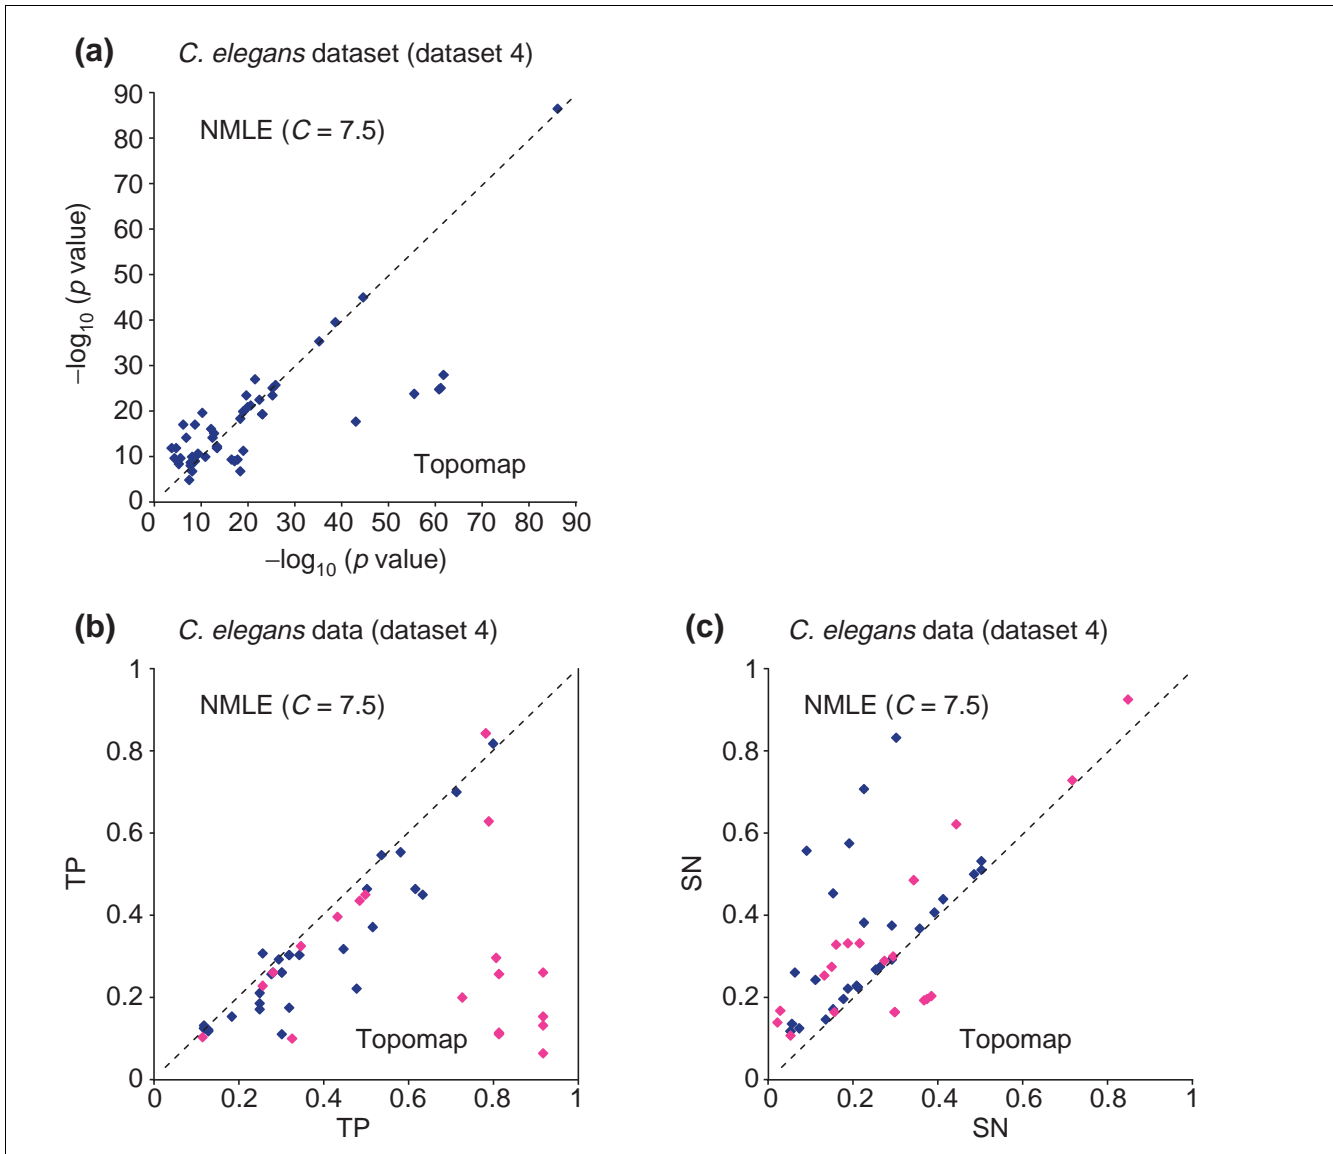 (a) C. elegans dataset (dataset 4)
90
80
70
60
50
40
30
20
10
0
–log10 (p value)
NMLE (C = 7.5)
Topomap
0 10 20 30 40 50 60 70 80 90
–log10 (p value)
(b) C. elegans data (dataset 4)
1
0.8
0.6
0.4
0.2
0
TP
NMLE (C = 7.5)
Topomap
0 0.2 0.4 0.6 0.8 1
TP
(c) C. elegans data (dataset 4)
1
0.8
0.6
0.4
0.2
0
SN
NMLE (C = 7.5)
Topomap
0 0.2 0.4 0.6 0.8 1
SN